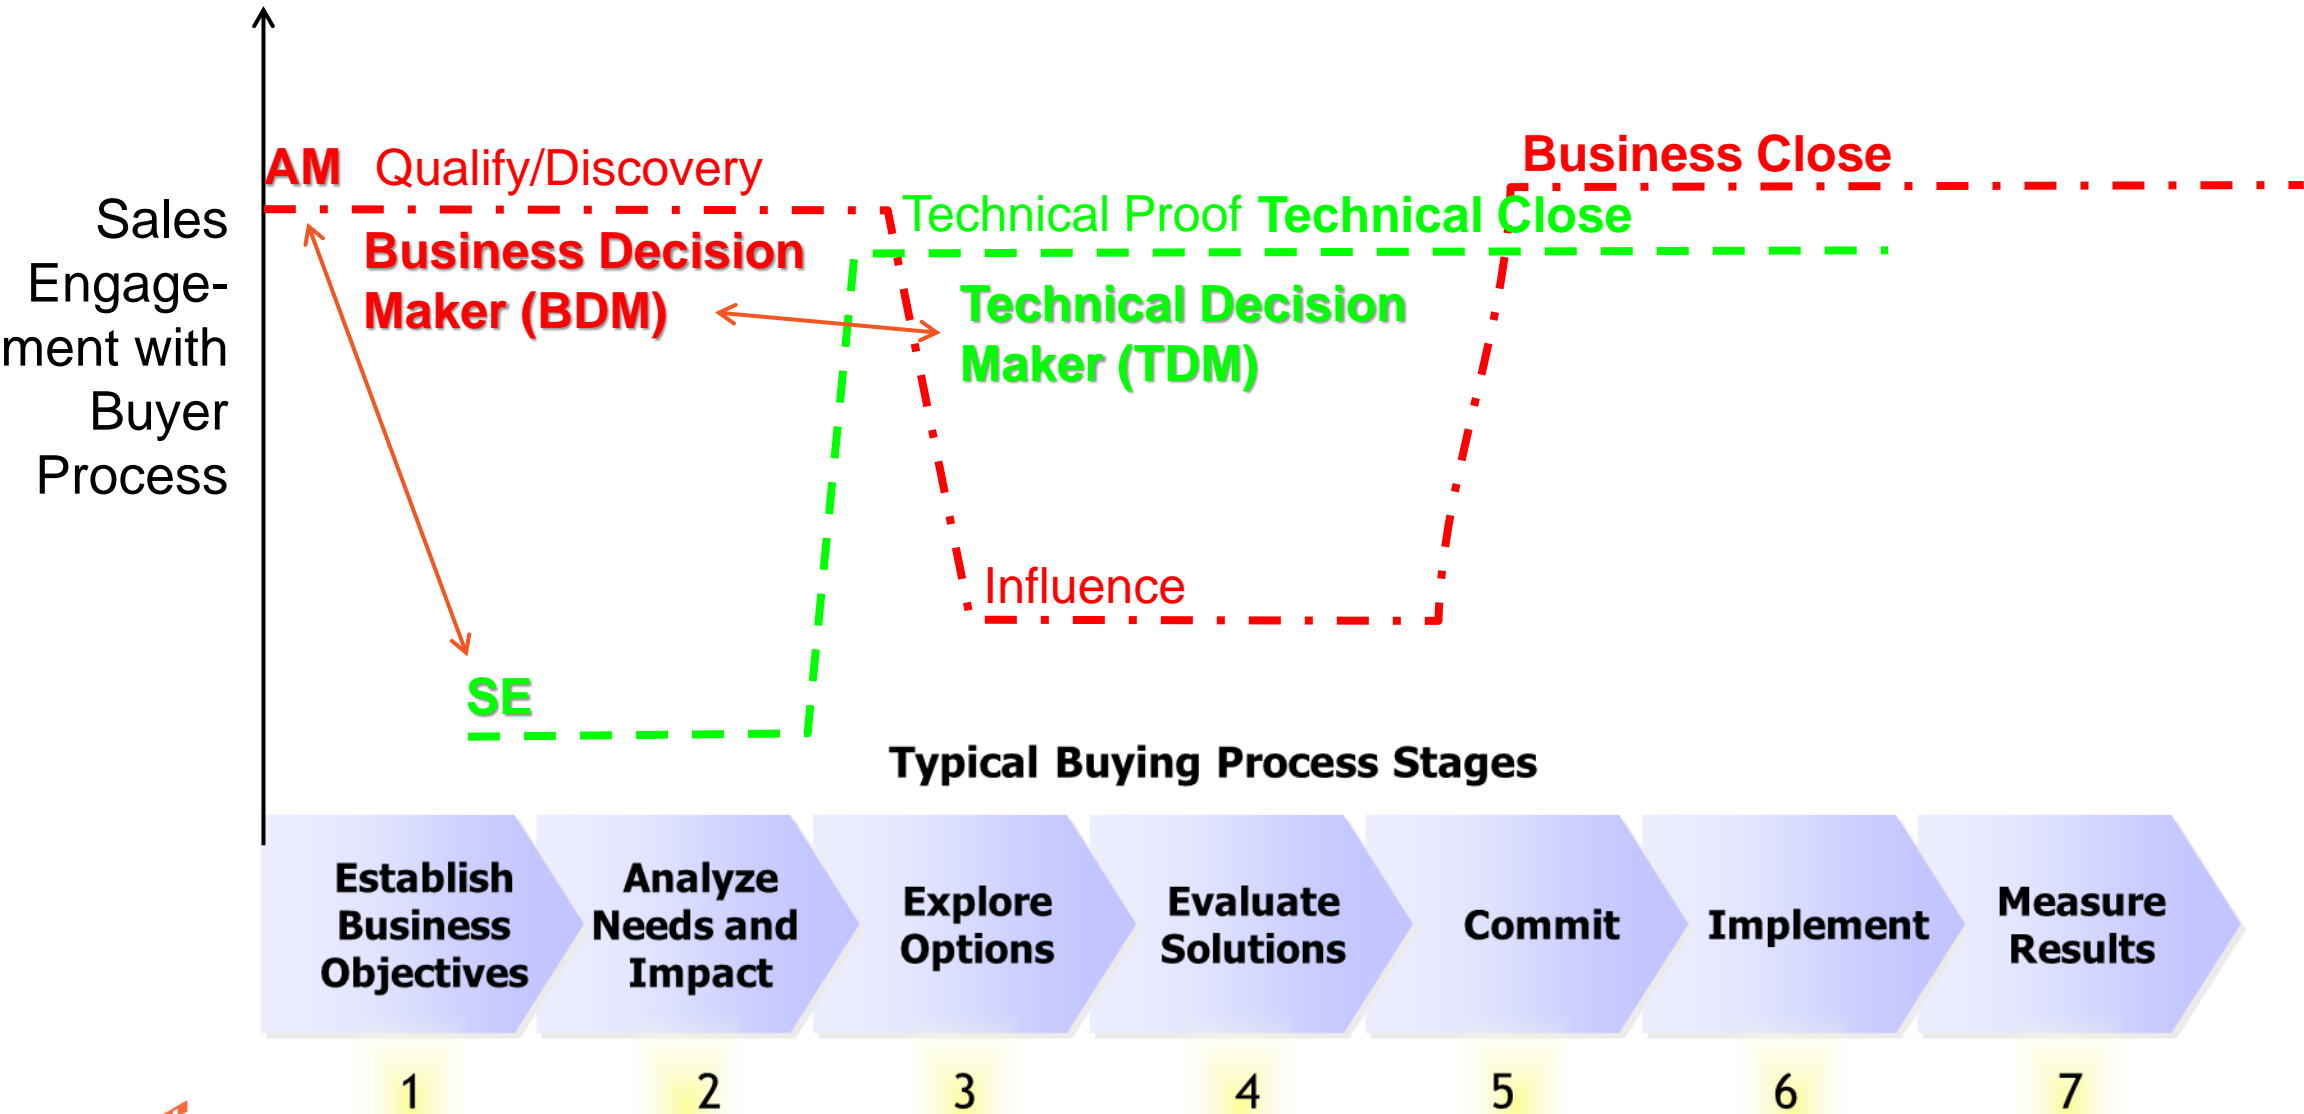 Sales
Engage-
ment with
Buyer
Process
AM Qualify/Discovery
Business Decision
Maker (BDM)
SE
Technical Proof Technical Close
Technical Decision
Maker (TDM)
Influence
Business Close
Typical Buying Process Stages
Establish
Business
Objectives
Analyze
Needs and
Impact
Explore
Options
Evaluate
Solutions
Commit
Implement
Measure
Results
1
2
3
4
5
6
7